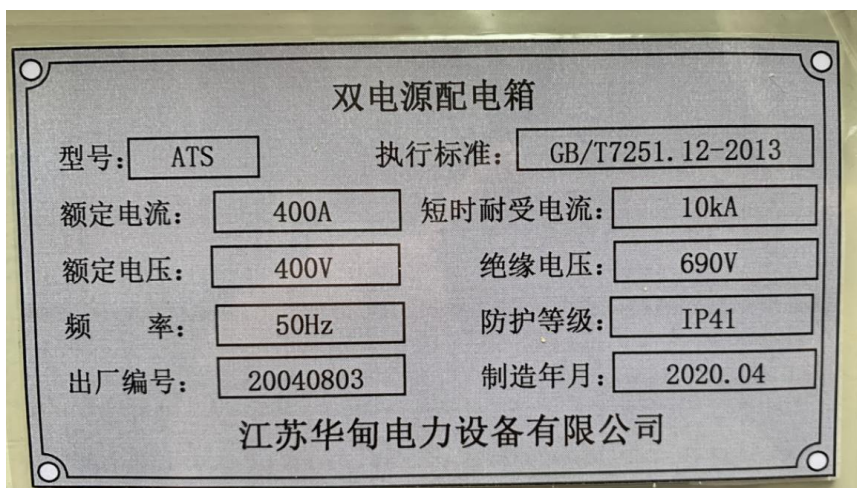 双电源配电箱
型号: ATS 执行标准: GB/T7251.12-2013
额定电流: 400A 短时耐受电流: 10kA
额定电压: 400V 绝缘电压: 690V
频 率: 50Hz 防护等级: IP41
出厂编号: 20040803 制造年月: 2020.04
江苏华甸电力设备有限公司